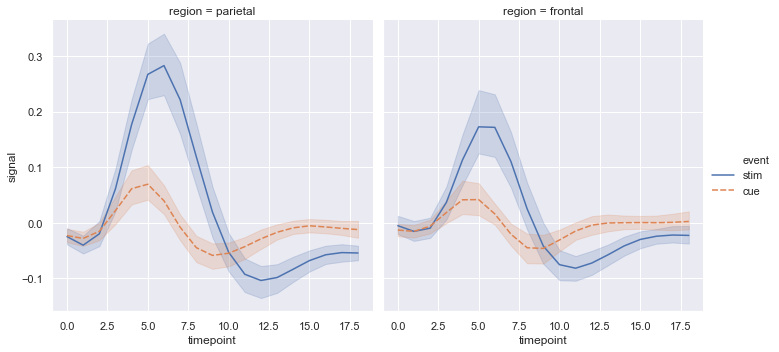 region = parietal
region = frontal
signal
0.3
0.2
0.1
0.0
−0.1
0.0 2.5 5.0 7.5 10.0 12.5 15.0 17.5
0.0 2.5 5.0 7.5 10.0 12.5 15.0 17.5
timepoint
timepoint
event
stim
cue